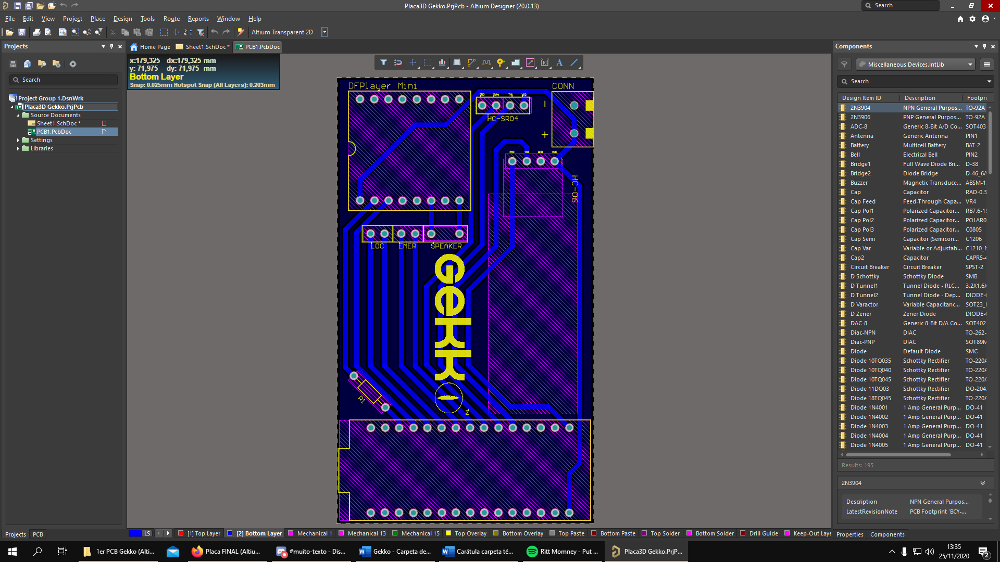 Placa3D Gekko.PrjPcb - Altium Designer (20.0.13)
Search
File Edit View Project Place Design Tools Route Reports Window Help
Altium Transparent 2D
Projects
Home Page
Sheet1.SchDoc *
PCB1.PcbDoc
Search
Project Group 1.DsnWrk
Placa3D Gekko.PrjPcb
Source Documents
Sheet1.SchDoc *
PCB1.PcbDoc
Settings
Libraries
x:179,325 dx:179,325 mm
y: 71,975 dy: 71,975 mm
Bottom Layer
Snap: 0.025mm Hotspot Snap (All Layers): 0.203mm
DFPlayer Mini
CONN
GND Echo Trig VCC
HC-SR04
-
+
RXD TXD GND VCC
HC-06
LOC EMER SPEAKER
Gekko
TM
R1
Components
Miscellaneous Devices.IntLib
Search
Design Item ID Description Footpri
2N3904 NPN General Purpos... TO-92A
2N3906 PNP General Purpos... TO-92A
ADC-8 Generic 8-Bit A/D Co... SOT403
Antenna Generic Antenna PIN1
Battery Multicell Battery BAT-2
Bell Electrical Bell PIN2
Bridge1 Full Wave Diode Bri... D-38
Bridge2 Diode Bridge D-46_6A
Buzzer Magnetic Transduce... ABSM-1
Cap Capacitor RAD-0.3
Cap Feed Feed-Through Capa... VR4
Cap Pol1 Polarized Capacitor... RB7.6-15
Cap Pol2 Polarized Capacitor... POLAR0
Cap Pol3 Polarized Capacitor... C0805
Cap Semi Capacitor (Semicon... C1206
Cap Var Variable or Adjustab... C1210_N
Cap2 Capacitor CAPR5-4
Circuit Breaker Circuit Breaker SPST-2
D Schottky Schottky Diode SMB
D Tunnel1 Tunnel Diode - RLC... 3.2X1.6X
D Tunnel2 Tunnel Diode - Dep... DIODE-0
D Varactor Variable Capacitanc... SOT23_
D Zener Zener Diode DIODE-0
DAC-8 Generic 8-Bit D/A Co... SOT402
Diac-NPN DIAC TO-262-
Diac-PNP DIAC SOT89M
Diode Default Diode SMC
Diode 10TQ035 Schottky Rectifier TO-220A
Diode 10TQ040 Schottky Rectifier TO-220A
Diode 10TQ045 Schottky Rectifier TO-220A
Diode 11DQ03 Schottky Rectifier DO-204
Diode 18TQ045 Schottky Rectifier TO-220A
Diode 1N4001 1 Amp General Purp... DO-41
Diode 1N4002 1 Amp General Purp... DO-41
Diode 1N4003 1 Amp General Purp... DO-41
Diode 1N4004 1 Amp General Purp... DO-41
Diode 1N4005 1 Amp General Purp... DO-41
Results: 195
2N3904
Description NPN General Purpos...
LatestRevisionNote PCB Footprint 'BCY-...
Projects PCB
LS [1] Top Layer [2] Bottom Layer Mechanical 1 Mechanical 13 Mechanical 15 Top Overlay Bottom Overlay Top Paste Bottom Paste Top Solder Bottom Solder Drill Guide Keep-Out Laye
Properties Components
1er PCB Gekko (Alti...
Placa FINAL (Altiu...
#muito-texto - Dis...
Gekko - Carpeta de...
Carátula carpeta té...
Ritt Momney - Put ...
Placa3D Gekko.PrjP...
13:35
25/11/2020
2